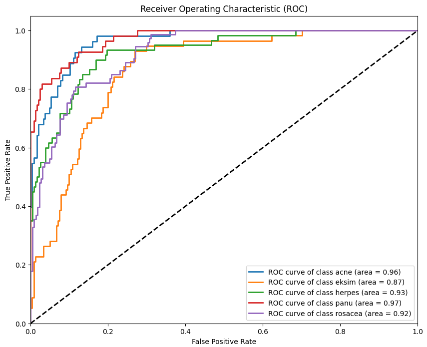 Receiver Operating Characteristic (ROC)
1.0
0.8
0.6
0.4
0.2
0.0
True Positive Rate
ROC curve of class acne (area = 0.96)
ROC curve of class eksim (area = 0.87)
ROC curve of class herpes (area = 0.93)
ROC curve of class panu (area = 0.97)
ROC curve of class rosacea (area = 0.92)
0.0 0.2 0.4 0.6 0.8 1.0
False Positive Rate